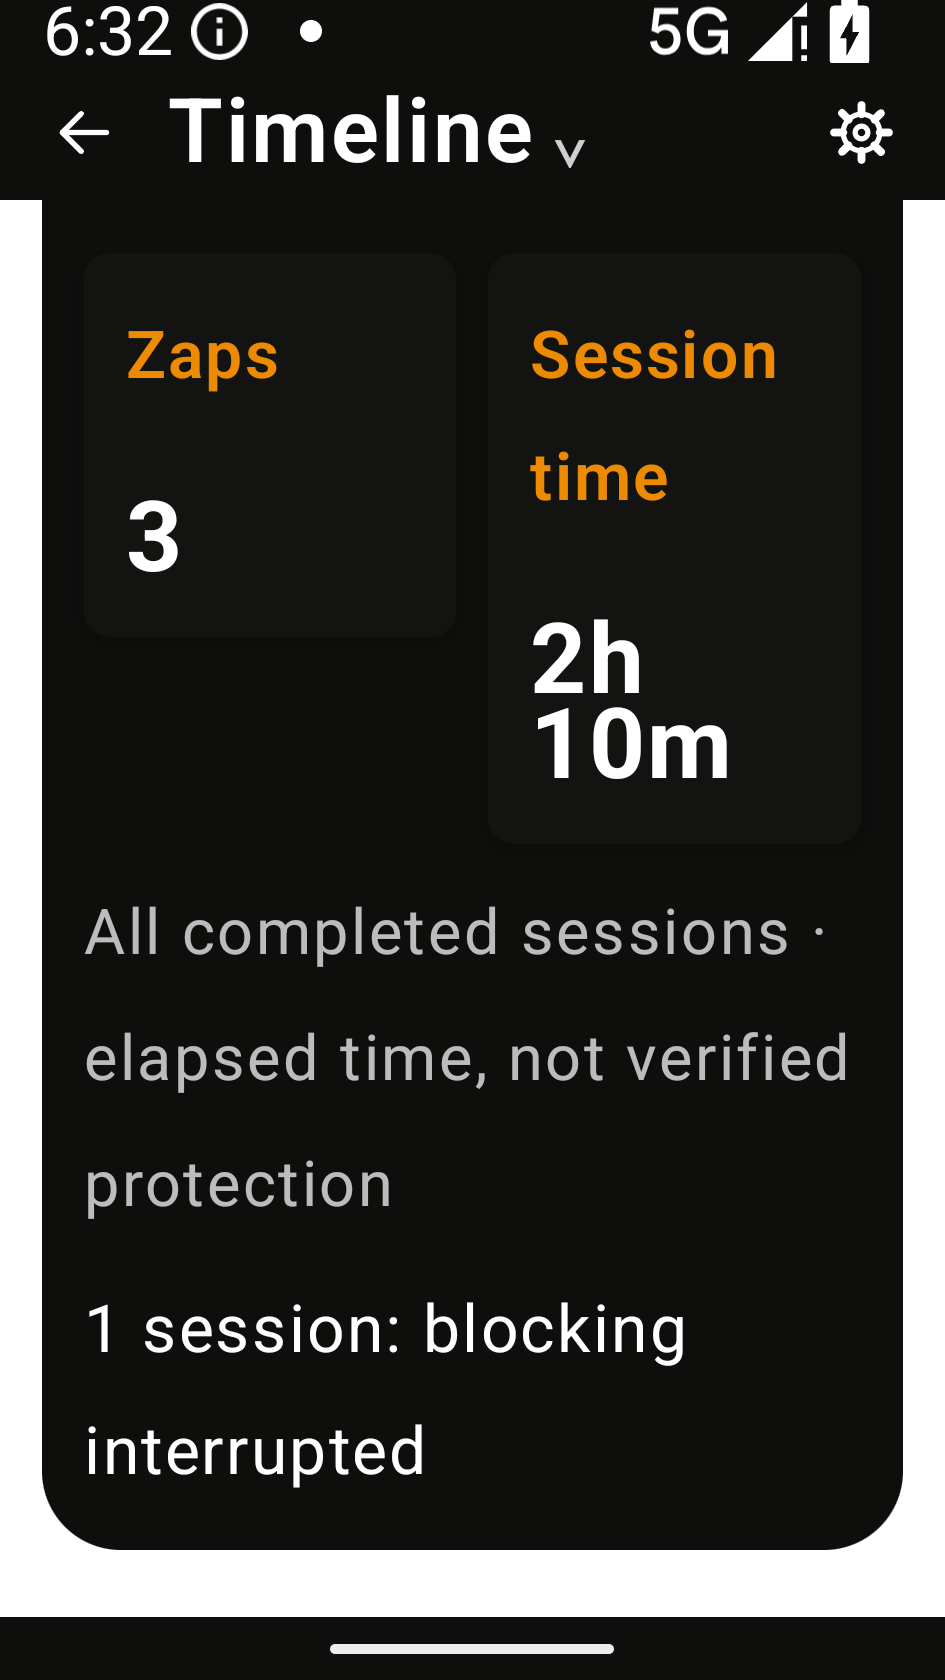 6:32 5G
Timeline
Zaps
3
Session
time
2h
10m
All completed sessions ·
elapsed time, not verified
protection
1 session: blocking
interrupted